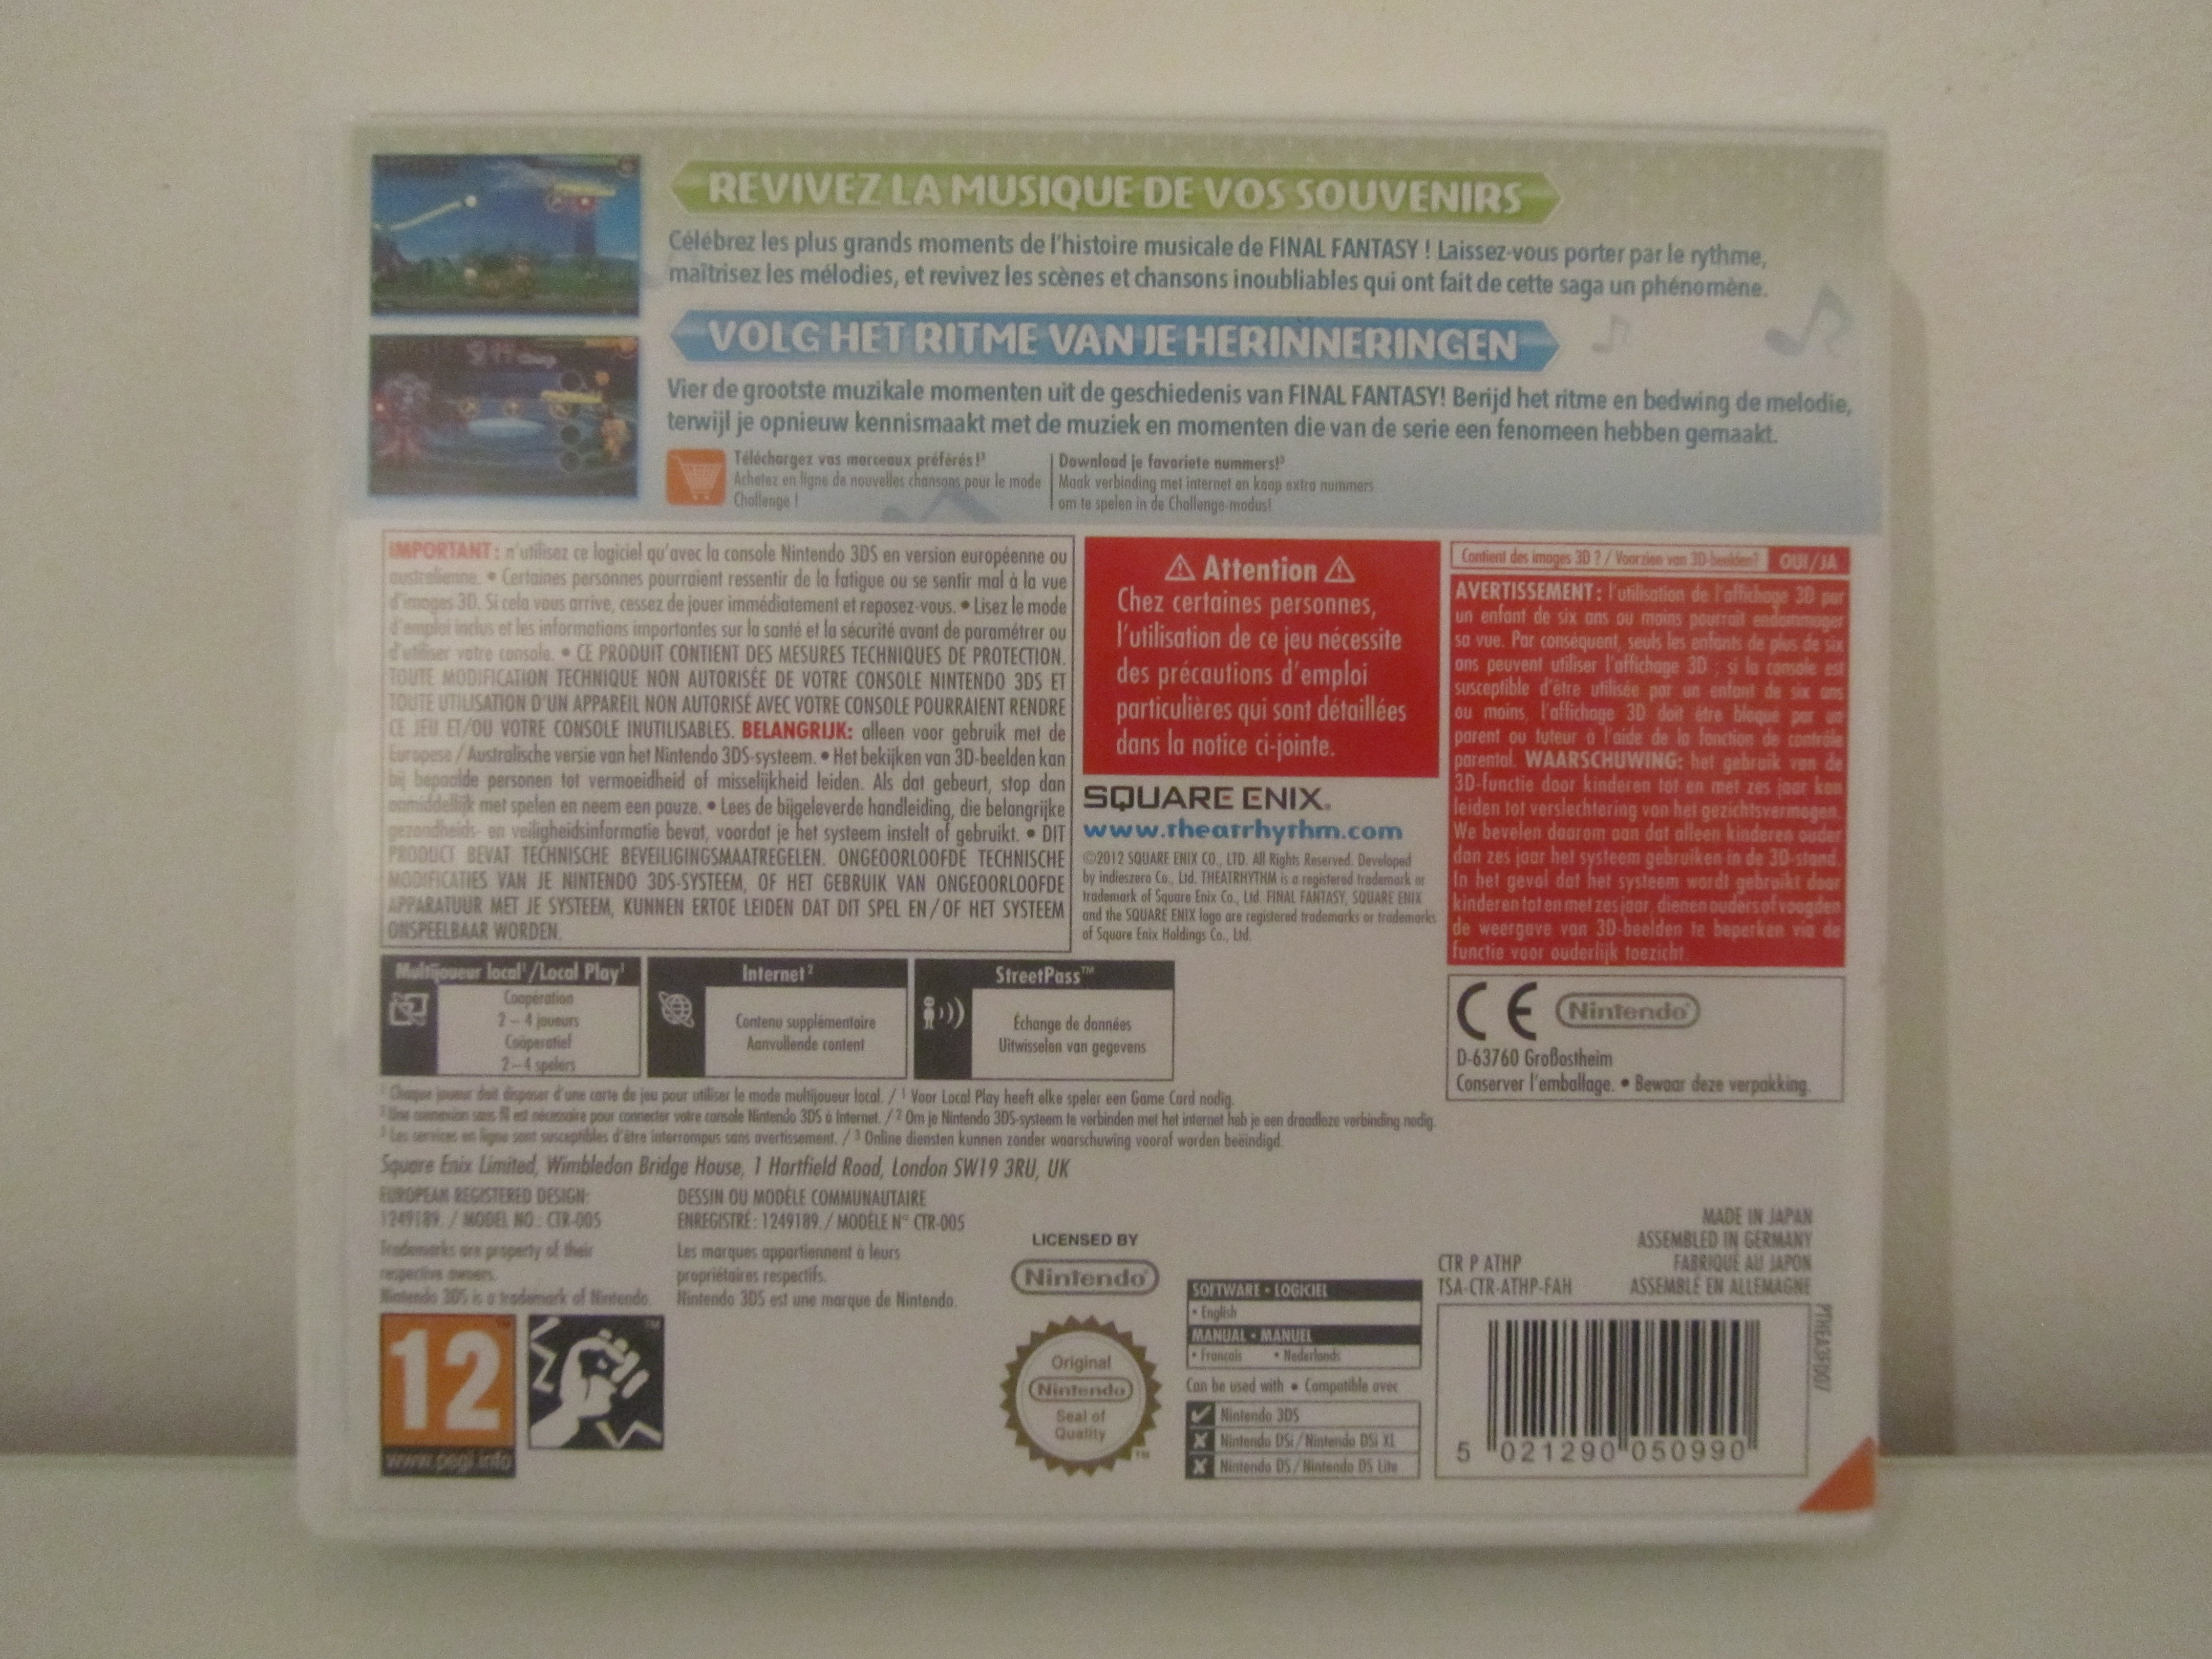 REVIVEZ LA MUSIQUE DE VOS SOUVENIRS
Célébrez les plus grands moments de l'histoire musicale de FINAL FANTASY ! Laissez-vous porter par le rythme,
maîtrisez les mélodies, et revivez les scènes et chansons inoubliables qui ont fait de cette saga un phénomène.
VOLG HET RITME VAN JE HERINNERINGEN
Vier de grootste muzikale momenten uit de geschiedenis van FINAL FANTASY! Berijd het ritme en bedwing de melodie,
terwijl je opnieuw kennismaakt met de muziek en momenten die van de serie een fenomeen hebben gemaakt.
Téléchargez vos morceaux préférés !³
Achetez en ligne de nouvelles chansons pour le mode
Challenge !
Download je favoriete nummers!³
Maak verbinding met internet en koop extra nummers
om te spelen in de Challenge-modus!
IMPORTANT : n'utilisez ce logiciel qu'avec la console Nintendo 3DS en version européenne ou
australienne. • Certaines personnes pourraient ressentir de la fatigue ou se sentir mal à la vue
d'images 3D. Si cela vous arrive, cessez de jouer immédiatement et reposez-vous. • Lisez le mode
d'emploi inclus et les informations importantes sur la santé et la sécurité avant de paramétrer ou
d'utiliser votre console. • CE PRODUIT CONTIENT DES MESURES TECHNIQUES DE PROTECTION.
TOUTE MODIFICATION TECHNIQUE NON AUTORISÉE DE VOTRE CONSOLE NINTENDO 3DS ET
TOUTE UTILISATION D'UN APPAREIL NON AUTORISÉ AVEC VOTRE CONSOLE POURRAIENT RENDRE
CE JEU ET/OU VOTRE CONSOLE INUTILISABLES. BELANGRIJK: alleen voor gebruik met de
Europese / Australische versie van het Nintendo 3DS-systeem. • Het bekijken van 3D-beelden kan
bij bepaalde personen tot vermoeidheid of misselijkheid leiden. Als dat gebeurt, stop dan
onmiddellijk met spelen en neem een pauze. • Lees de bijgeleverde handleiding, die belangrijke
gezondheids- en veiligheidsinformatie bevat, voordat je het systeem instelt of gebruikt. • DIT
PRODUCT BEVAT TECHNISCHE BEVEILIGINGSMAATREGELEN. ONGEOORLOOFDE TECHNISCHE
MODIFICATIES VAN JE NINTENDO 3DS-SYSTEEM, OF HET GEBRUIK VAN ONGEOORLOOFDE
APPARATUUR MET JE SYSTEEM, KUNNEN ERTOE LEIDEN DAT DIT SPEL EN/OF HET SYSTEEM
ONSPEELBAAR WORDEN.
⚠ Attention ⚠
Chez certaines personnes,
l'utilisation de ce jeu nécessite
des précautions d'emploi
particulières qui sont détaillées
dans la notice ci-jointe.
SQUARE ENIX.
www.theatrhythm.com
©2012 SQUARE ENIX CO., LTD. All Rights Reserved. Developed
by indieszero Co., Ltd. THEATRHYTHM is a registered trademark or
trademark of Square Enix Co., Ltd. FINAL FANTASY, SQUARE ENIX
and the SQUARE ENIX logo are registered trademarks or trademarks
of Square Enix Holdings Co., Ltd.
Contient des images 3D ? / Voorzien van 3D-beelden? OUI/JA
AVERTISSEMENT : l'utilisation de l'affichage 3D par
un enfant de six ans ou moins pourrait endommager
sa vue. Par conséquent, seuls les enfants de plus de six
ans peuvent utiliser l'affichage 3D ; si la console est
susceptible d'être utilisée par un enfant de six ans
ou moins, l'affichage 3D doit être bloqué par un
parent ou tuteur à l'aide de la fonction de contrôle
parental. WAARSCHUWING: het gebruik van de
3D-functie door kinderen tot en met zes jaar kan
leiden tot verslechtering van het gezichtsvermogen.
We bevelen daarom aan dat alleen kinderen ouder
dan zes jaar het systeem gebruiken in de 3D-stand.
In het geval dat het systeem wordt gebruikt door
kinderen tot en met zes jaar, dienen ouders of voogden
de weergave van 3D-beelden te beperken via de
functie voor ouderlijk toezicht.
Multijoueur local¹/Local Play¹
Coopération
2 – 4 joueurs
Coöperatief
2 – 4 spelers
Internet²
Contenu supplémentaire
Aanvullende content
StreetPass™
Échange de données
Uitwisselen van gegevens
CE Nintendo
D-63760 Großostheim
Conserver l'emballage. • Bewaar deze verpakking.
¹ Chaque joueur doit disposer d'une carte de jeu pour utiliser le mode multijoueur local. / ¹ Voor Local Play heeft elke speler een Game Card nodig.
² Une connexion sans fil est nécessaire pour connecter votre console Nintendo 3DS à Internet. / ² Om je Nintendo 3DS-systeem te verbinden met het internet heb je een draadloze verbinding nodig.
³ Les services en ligne sont susceptibles d'être interrompus sans avertissement. / ³ Online diensten kunnen zonder waarschuwing vooraf worden beëindigd.
Square Enix Limited, Wimbledon Bridge House, 1 Hartfield Road, London SW19 3RU, UK
EUROPEAN REGISTERED DESIGN:
1249189. / MODEL NO.: CTR-005
Trademarks are property of their
respective owners.
Nintendo 3DS is a trademark of Nintendo.
DESSIN OU MODÈLE COMMUNAUTAIRE
ENREGISTRÉ : 1249189. / MODÈLE N° CTR-005
Les marques appartiennent à leurs
propriétaires respectifs.
Nintendo 3DS est une marque de Nintendo.
12
www.pegi.info
TM
LICENSED BY
Nintendo
Original
Nintendo
Seal of
Quality
TM
SOFTWARE • LOGICIEL
• English
MANUAL • MANUEL
• Français • Nederlands
Can be used with • Compatible avec
Nintendo 3DS
Nintendo DSi / Nintendo DSi XL
Nintendo DS / Nintendo DS Lite
CTR P ATHP
TSA-CTR-ATHP-FAH
MADE IN JAPAN
ASSEMBLED IN GERMANY
FABRIQUÉ AU JAPON
ASSEMBLÉ EN ALLEMAGNE
5 021290 050990
PTHEA3FD07